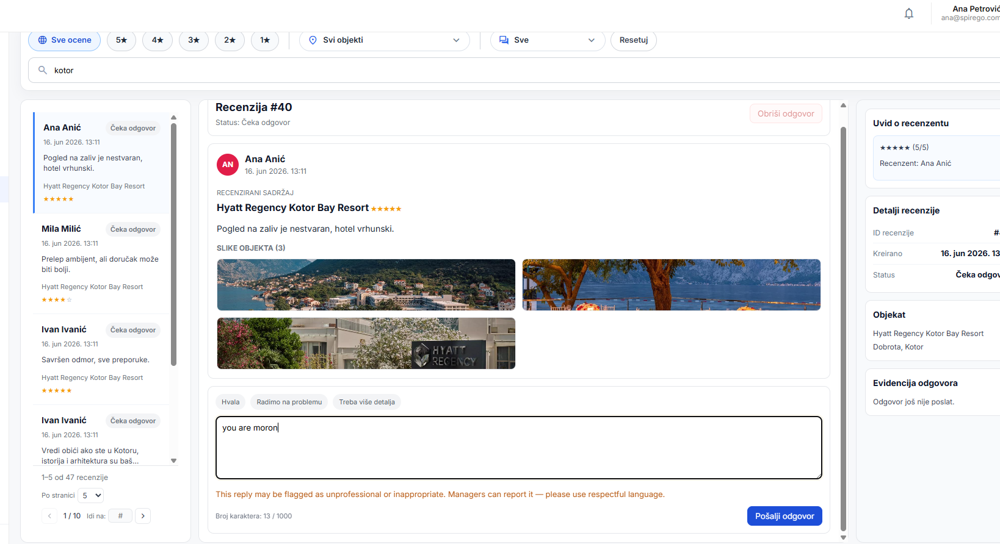 Ana Petrović
ana@spirego.com
Sve ocene
5★
4★
3★
2★
1★
Svi objekti
Sve
Resetuj
kotor
Ana Anić
Čeka odgovor
16. jun 2026. 13:11
Pogled na zaliv je nestvaran,
hotel vrhunski.
Hyatt Regency Kotor Bay Resort
★★★★★
Mila Milić
Čeka odgovor
16. jun 2026. 13:11
Prelep ambijent, ali doručak može
biti bolji.
Hyatt Regency Kotor Bay Resort
★★★★☆
Ivan Ivanić
Čeka odgovor
16. jun 2026. 13:11
Savršen odmor, sve preporuke.
Hyatt Regency Kotor Bay Resort
★★★★★
Ivan Ivanić
Čeka odgovor
16. jun 2026. 13:11
Vredi obići ako ste u Kotoru,
istorija i arhitektura su baš...
1–5 od 47 recenzije
Po stranici 5
1 / 10 Idi na: #
Recenzija #40
Status: Čeka odgovor
Obriši odgovor
AN
Ana Anić
16. jun 2026. 13:11
RECENZIRANI SADRŽAJ
Hyatt Regency Kotor Bay Resort ★★★★★
Pogled na zaliv je nestvaran, hotel vrhunski.
SLIKE OBJEKTA (3)
HYATT
REGENCY
Hvala
Radimo na problemu
Treba više detalja
you are moron
This reply may be flagged as unprofessional or inappropriate. Managers can report it — please use respectful language.
Broj karaktera: 13 / 1000
Pošalji odgovor
Uvid o recenzentu
★★★★★ (5/5)
Recenzent: Ana Anić
Detalji recenzije
ID recenzije
Kreirano 16. jun 2026. 13
Status Čeka odgov
Objekat
Hyatt Regency Kotor Bay Resort
Dobrota, Kotor
Evidencija odgovora
Odgovor još nije poslat.